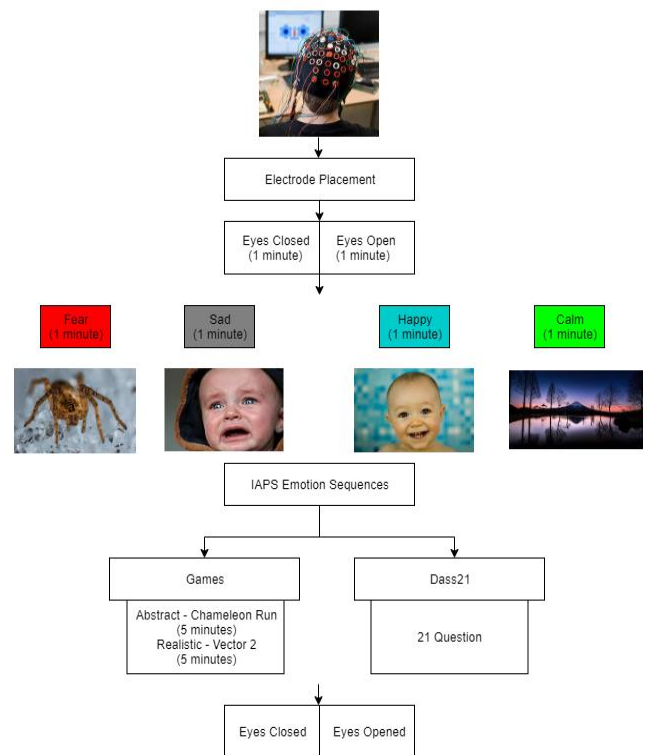 Electrode Placement
Eyes Closed
(1 minute)
Eyes Open
(1 minute)
Fear
(1 minute)
Sad
(1 minute)
Happy
(1 minute)
Calm
(1 minute)
IAPS Emotion Sequences
Games
Abstract - Chameleon Run
(5 minutes)
Realistic - Vector 2
(5 minutes)
Dass21
21 Question
Eyes Closed
Eyes Opened